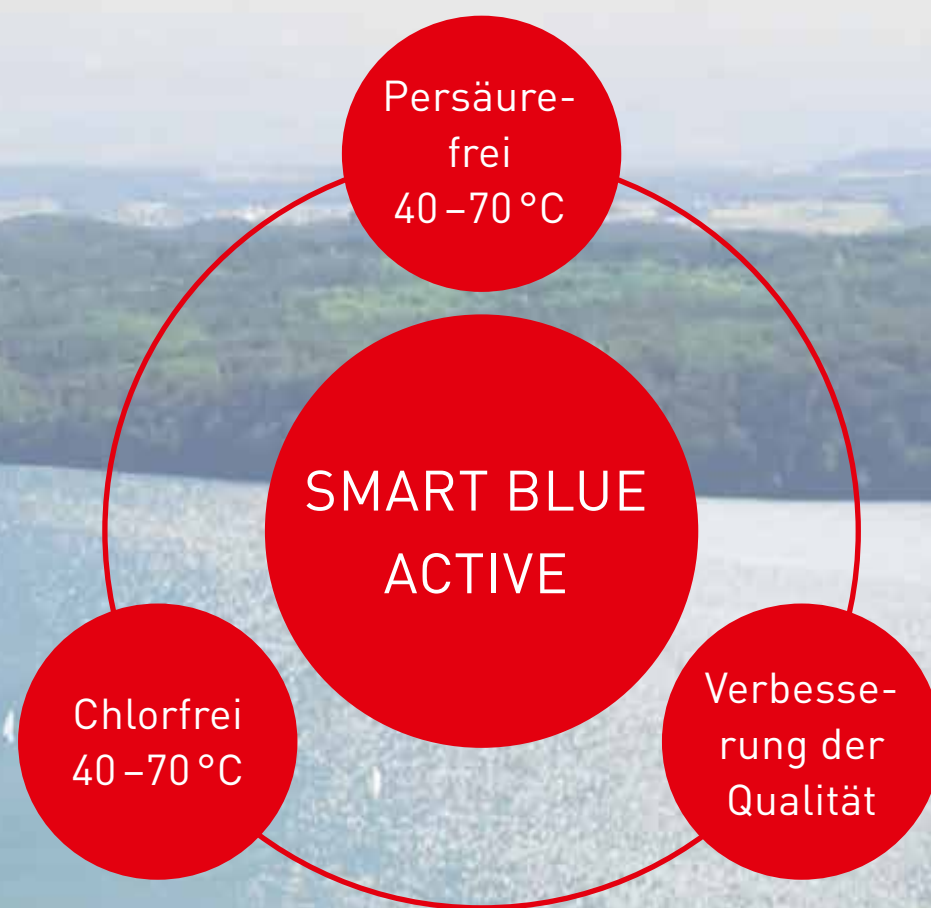 Persäure-
frei
40–70 °C
SMART BLUE
ACTIVE
Chlorfrei
40–70 °C
Verbesse-
rung der
Qualität